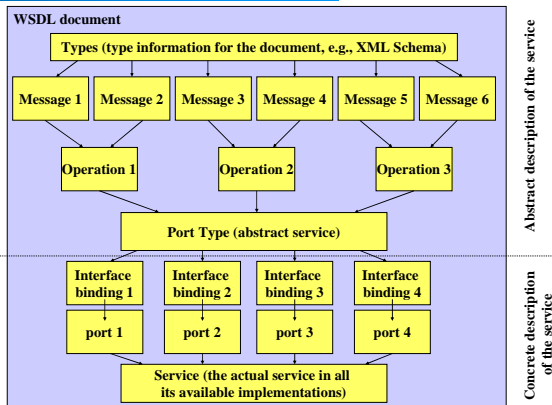 WSDL document
Types (type information for the document, e.g., XML Schema)
Message 1
Message 2
Message 3
Message 4
Message 5
Message 6
Operation 1
Operation 2
Operation 3
Port Type (abstract service)
Abstract description of the service
Interface
binding 1
Interface
binding 2
Interface
binding 3
Interface
binding 4
port 1
port 2
port 3
port 4
Service (the actual service in all
its available implementations)
Concrete description
of the service